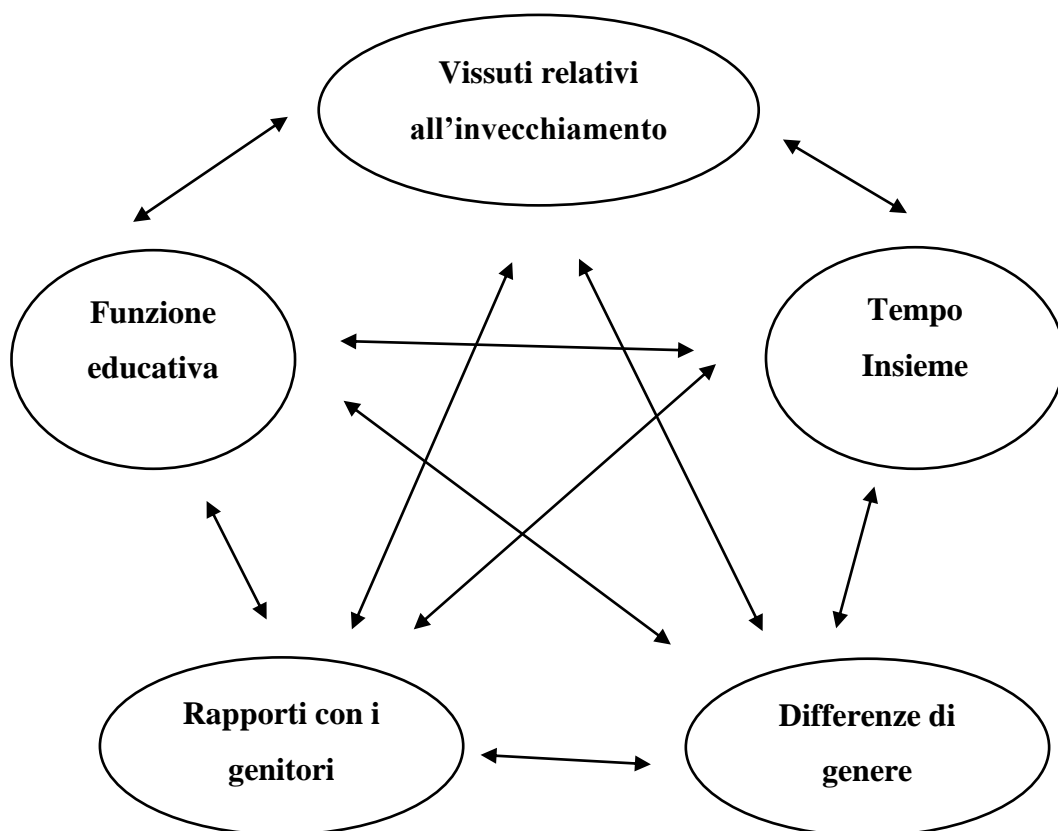 Vissuti relativi
all’invecchiamento
Funzione
educativa
Tempo
Insieme
Rapporti con i
genitori
Differenze di
genere